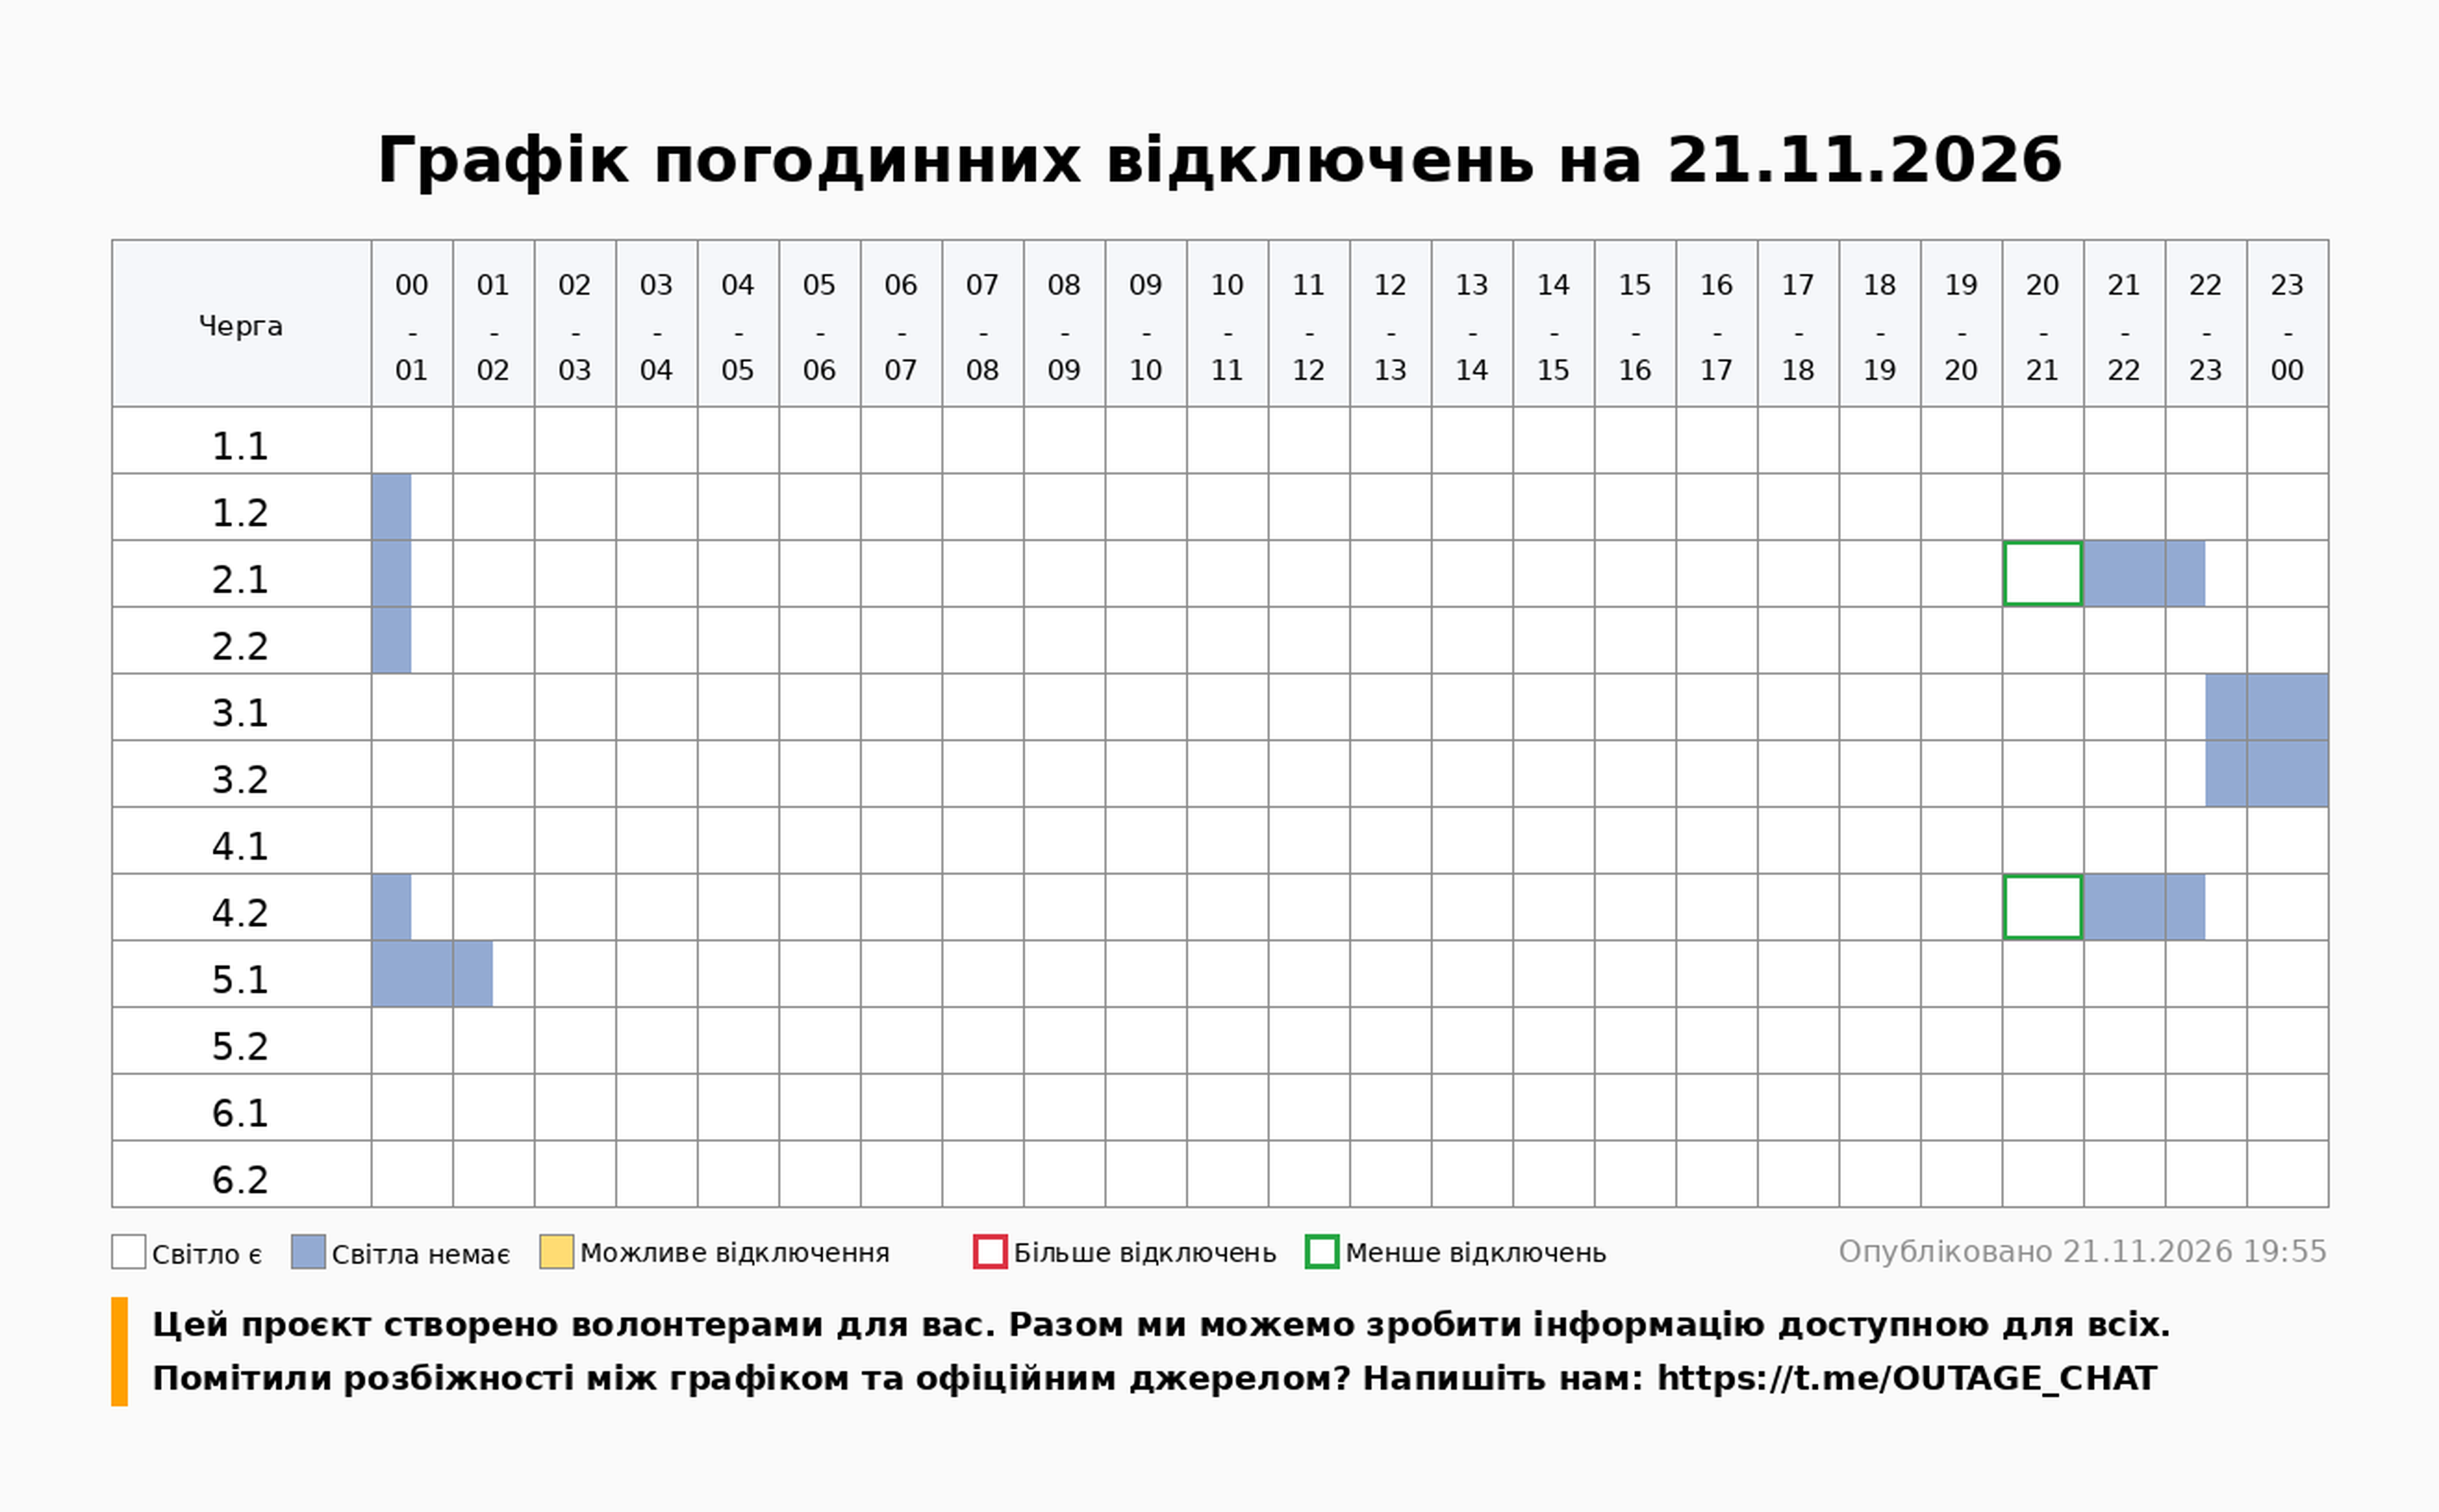 Графік погодинних відключень на 21.11.2026
Черга 00 - 01 01 - 02 02 - 03 03 - 04 04 - 05 05 - 06 06 - 07 07 - 08 08 - 09 09 - 10 10 - 11 11 - 12 12 - 13 13 - 14 14 - 15 15 - 16 16 - 17 17 - 18 18 - 19 19 - 20 20 - 21 21 - 22 22 - 23 23 - 00
1.1
1.2
2.1
2.2
3.1
3.2
4.1
4.2
5.1
5.2
6.1
6.2
Світло є Світла немає Можливе відключення Більше відключень Менше відключень Опубліковано 21.11.2026 19:55
Цей проєкт створено волонтерами для вас. Разом ми можемо зробити інформацію доступною для всіх.
Помітили розбіжності між графіком та офіційним джерелом? Напишіть нам: https://t.me/OUTAGE_CHAT